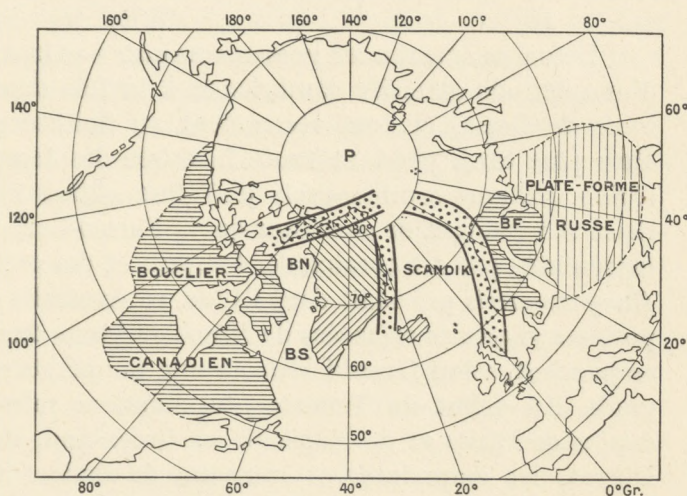 160° 170° 180° 160° 140° 120° 100° 80°
140°
60°
P
PLATE-FORME
120°
40°
80°
BF
RUSSE
BOUCLIER
BN
SCANDIK
70°
100°
CANADIEN
BS
60°
20°
50°
80° 60° 40° 20° 0°Gr.